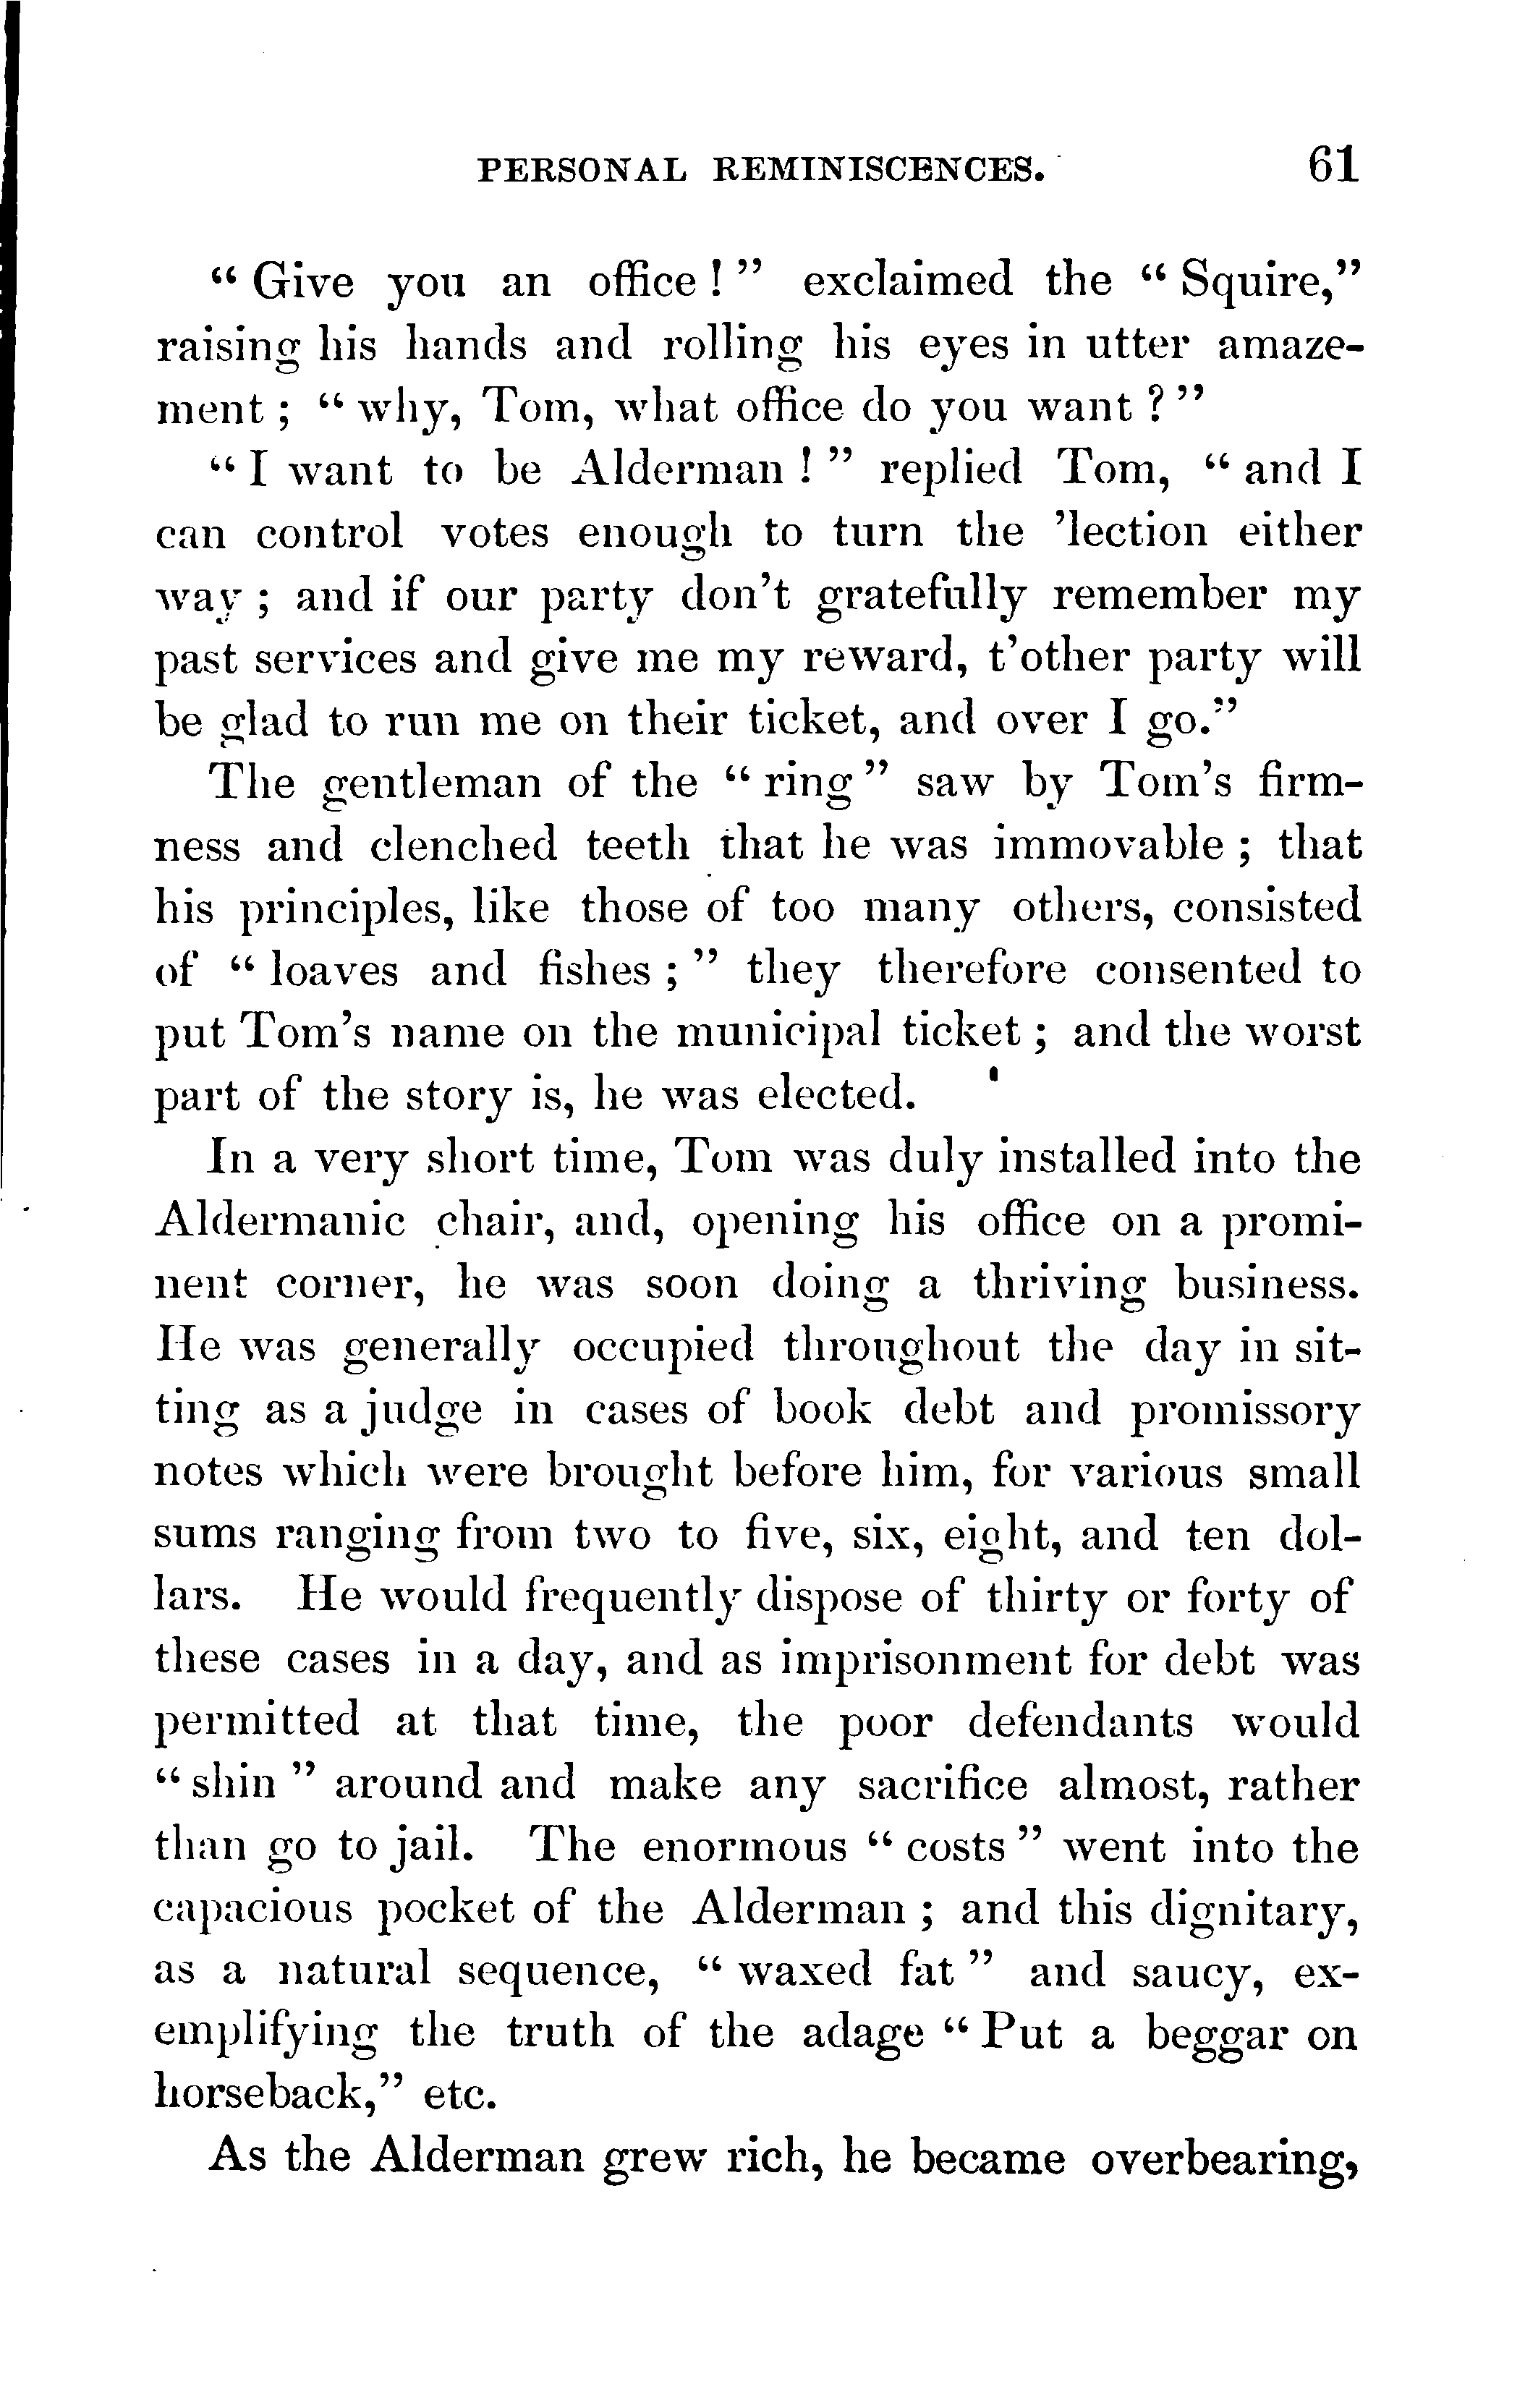 PERSONAL REMINISCENCES. 61
“ Give you an office ! ” exclaimed the “ Squire,”
raising his hands and rolling his eyes in utter amaze-
ment ; “ why, Tom, what office do you want ? ”
“ I want to be Alderman ! ” replied Tom, “ and I
can control votes enough to turn the ’lection either
way ; and if our party don’t gratefully remember my
past services and give me my reward, t’other party will
be glad to run me on their ticket, and over I go.”
The gentleman of the “ ring ” saw by Tom’s firm-
ness and clenched teeth that he was immovable ; that
his principles, like those of too many others, consisted
of “ loaves and fishes ; ” they therefore consented to
put Tom’s name on the municipal ticket ; and the worst
part of the story is, he was elected.
In a very short time, Tom was duly installed into the
Aldermanic chair, and, opening his office on a promi-
nent corner, he was soon doing a thriving business.
He was generally occupied throughout the day in sit-
ting as a judge in cases of book debt and promissory
notes which were brought before him, for various small
sums ranging from two to five, six, eight, and ten dol-
lars. He would frequently dispose of thirty or forty of
these cases in a day, and as imprisonment for debt was
permitted at that time, the poor defendants would
“ shin ” around and make any sacrifice almost, rather
than go to jail. The enormous “ costs ” went into the
capacious pocket of the Alderman ; and this dignitary,
as a natural sequence, “ waxed fat ” and saucy, ex-
emplifying the truth of the adage “ Put a beggar on
horseback,” etc.
As the Alderman grew rich, he became overbearing,